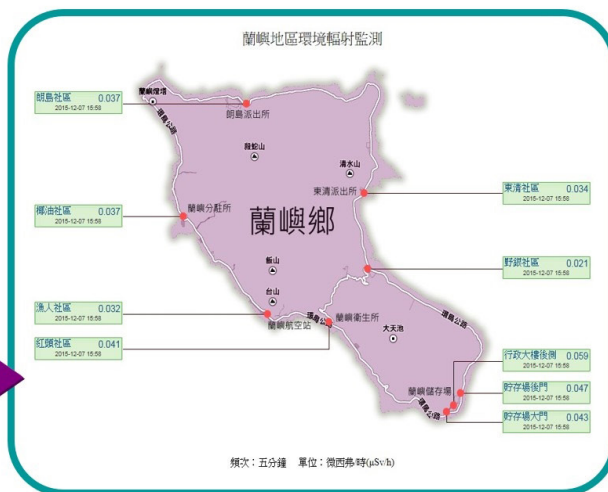 蘭嶼地區環境輻射監測
朗島社區 0.037
2015-12-07 15:58
蘭嶼燈塔
環島公路
朗島派出所
殺蛇山
清水山
東清派出所
東清社區 0.034
2015-12-07 15:58
椰油社區 0.037
2015-12-07 15:58
蘭嶼分駐所
蘭嶼鄉
飯山
野銀社區 0.021
2015-12-07 15:58
台山
漁人社區 0.032
2015-12-07 15:58
蘭嶼航空站
環島公路
蘭嶼衛生所
環島公路
大天池
紅頭社區 0.041
2015-12-07 15:58
行政大樓後側 0.059
2015-12-07 15:58
蘭嶼儲存場
貯存場後門 0.047
2015-12-07 15:58
環島公路
貯存場大門 0.043
2015-12-07 15:58
頻次：五分鐘 單位：微西弗/時(μSv/h)